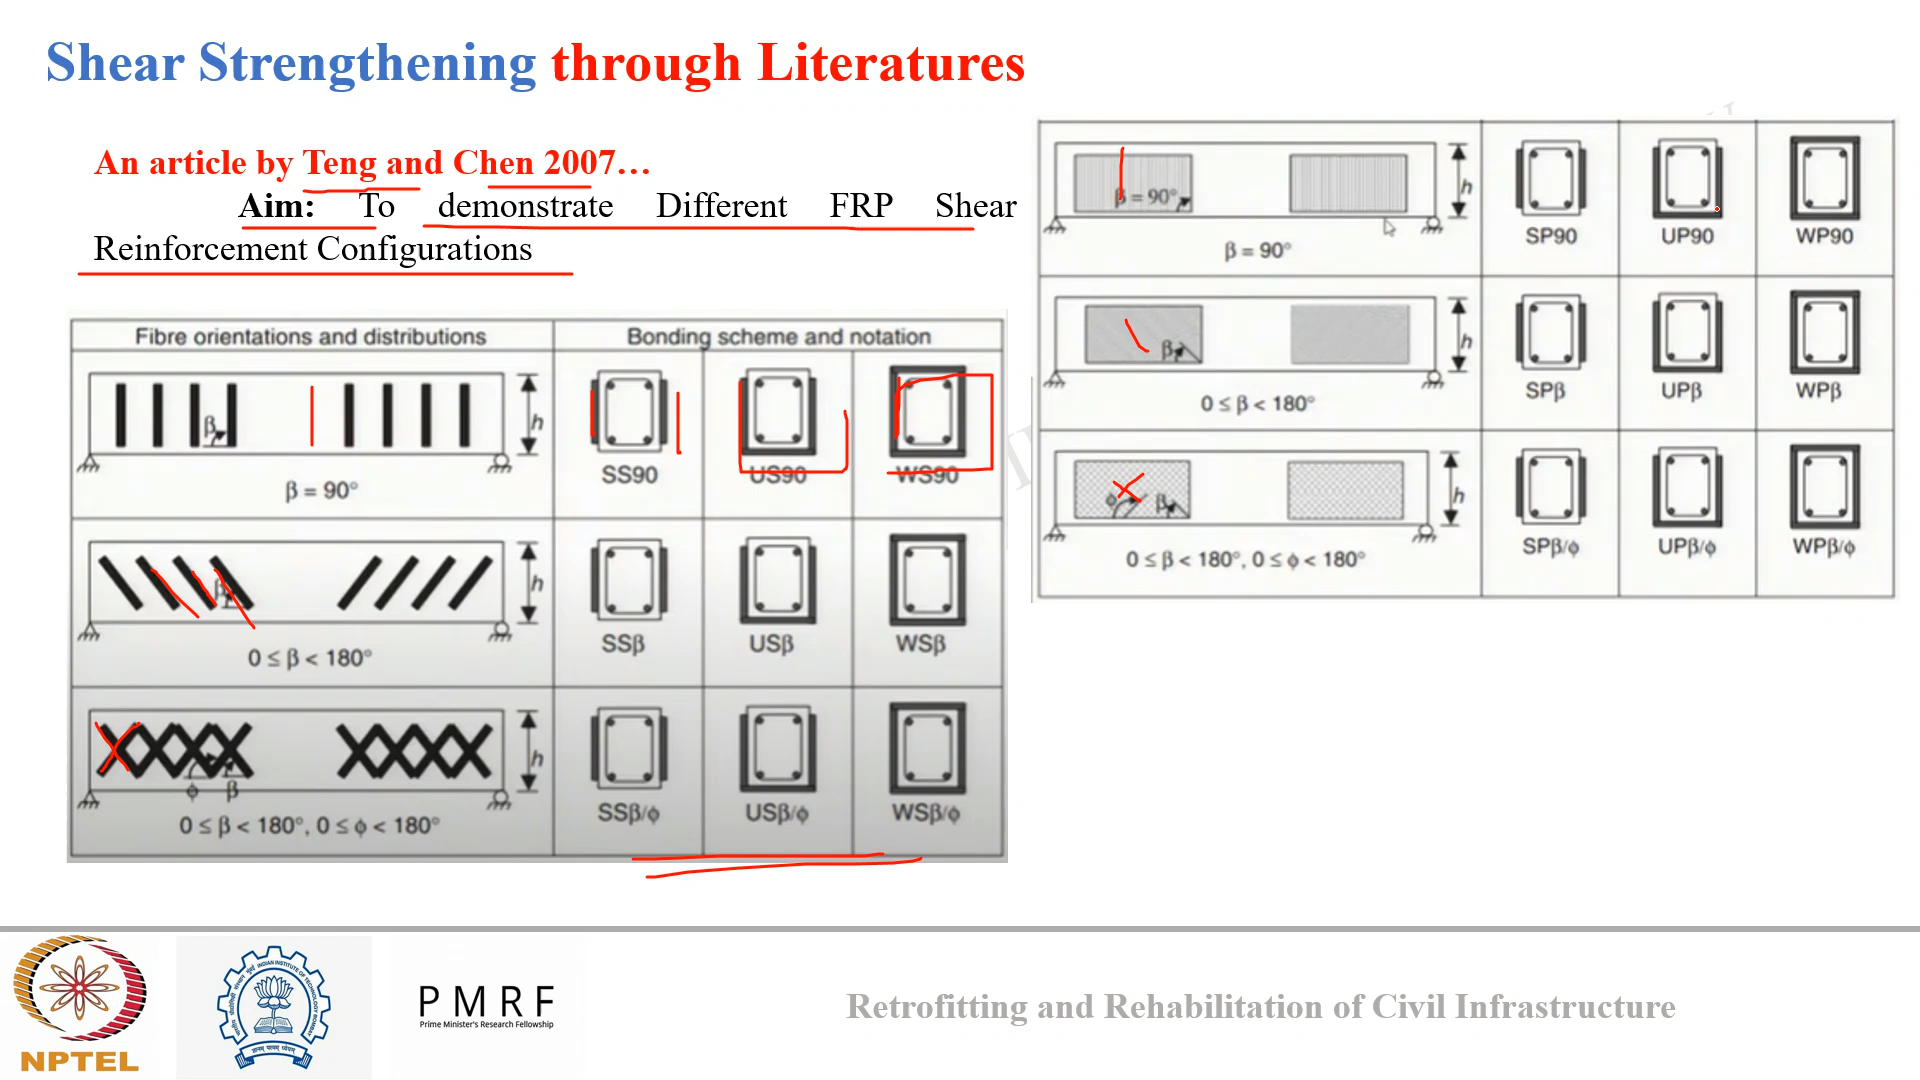 Shear Strengthening through Literatures
An article by Teng and Chen 2007…
Aim: To demonstrate Different FRP Shear
Reinforcement Configurations
Fibre orientations and distributions
Bonding scheme and notation
β
h
β = 90°
SS90
US90
WS90
β
h
0 ≤ β < 180°
SSβ
USβ
WSβ
h
ϕ β
0 ≤ β < 180°, 0 ≤ ϕ < 180°
SSβ/ϕ
USβ/ϕ
WSβ/ϕ
β = 90°
h
β = 90°
SP90
UP90
WP90
β
h
0 ≤ β < 180°
SPβ
UPβ
WPβ
ϕ β
h
0 ≤ β < 180°, 0 ≤ ϕ < 180°
SPβ/ϕ
UPβ/ϕ
WPβ/ϕ
NPTEL
PMRF
Prime Minister's Research Fellowship
Retrofitting and Rehabilitation of Civil Infrastructure